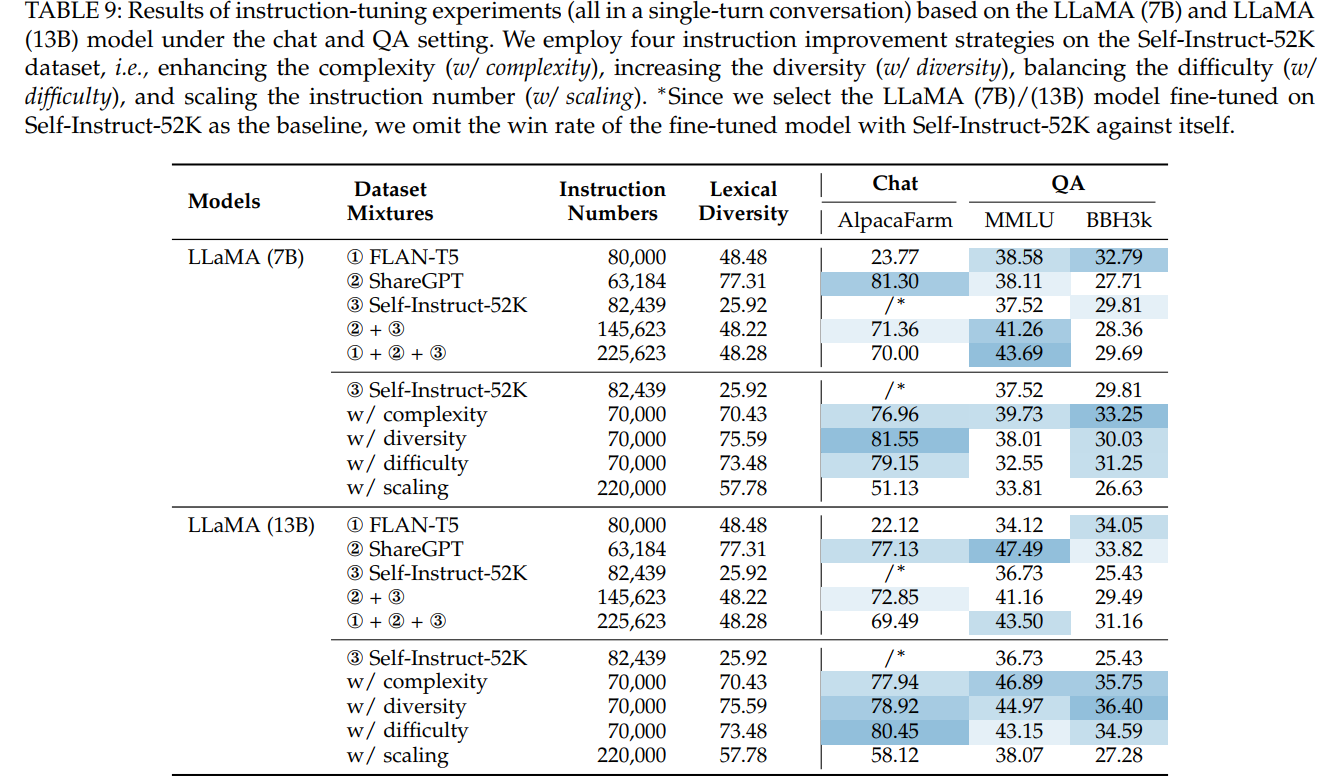 TABLE 9: Results of instruction-tuning experiments (all in a single-turn conversation) based on the LLaMA (7B) and LLaMA
(13B) model under the chat and QA setting. We employ four instruction improvement strategies on the Self-Instruct-52K
dataset, i.e., enhancing the complexity (w/ complexity), increasing the diversity (w/ diversity), balancing the difficulty (w/
difficulty), and scaling the instruction number (w/ scaling). *Since we select the LLaMA (7B)/(13B) model fine-tuned on
Self-Instruct-52K as the baseline, we omit the win rate of the fine-tuned model with Self-Instruct-52K against itself.
Models Dataset Mixtures Instruction Numbers Lexical Diversity Chat QA
AlpacaFarm MMLU BBH3k
LLaMA (7B) ① FLAN-T5 80,000 48.48 23.77 38.58 32.79
② ShareGPT 63,184 77.31 81.30 38.11 27.71
③ Self-Instruct-52K 82,439 25.92 /* 37.52 29.81
② + ③ 145,623 48.22 71.36 41.26 28.36
① + ② + ③ 225,623 48.28 70.00 43.69 29.69
③ Self-Instruct-52K 82,439 25.92 /* 37.52 29.81
w/ complexity 70,000 70.43 76.96 39.73 33.25
w/ diversity 70,000 75.59 81.55 38.01 30.03
w/ difficulty 70,000 73.48 79.15 32.55 31.25
w/ scaling 220,000 57.78 51.13 33.81 26.63
LLaMA (13B) ① FLAN-T5 80,000 48.48 22.12 34.12 34.05
② ShareGPT 63,184 77.31 77.13 47.49 33.82
③ Self-Instruct-52K 82,439 25.92 /* 36.73 25.43
② + ③ 145,623 48.22 72.85 41.16 29.49
① + ② + ③ 225,623 48.28 69.49 43.50 31.16
③ Self-Instruct-52K 82,439 25.92 /* 36.73 25.43
w/ complexity 70,000 70.43 77.94 46.89 35.75
w/ diversity 70,000 75.59 78.92 44.97 36.40
w/ difficulty 70,000 73.48 80.45 43.15 34.59
w/ scaling 220,000 57.78 58.12 38.07 27.28